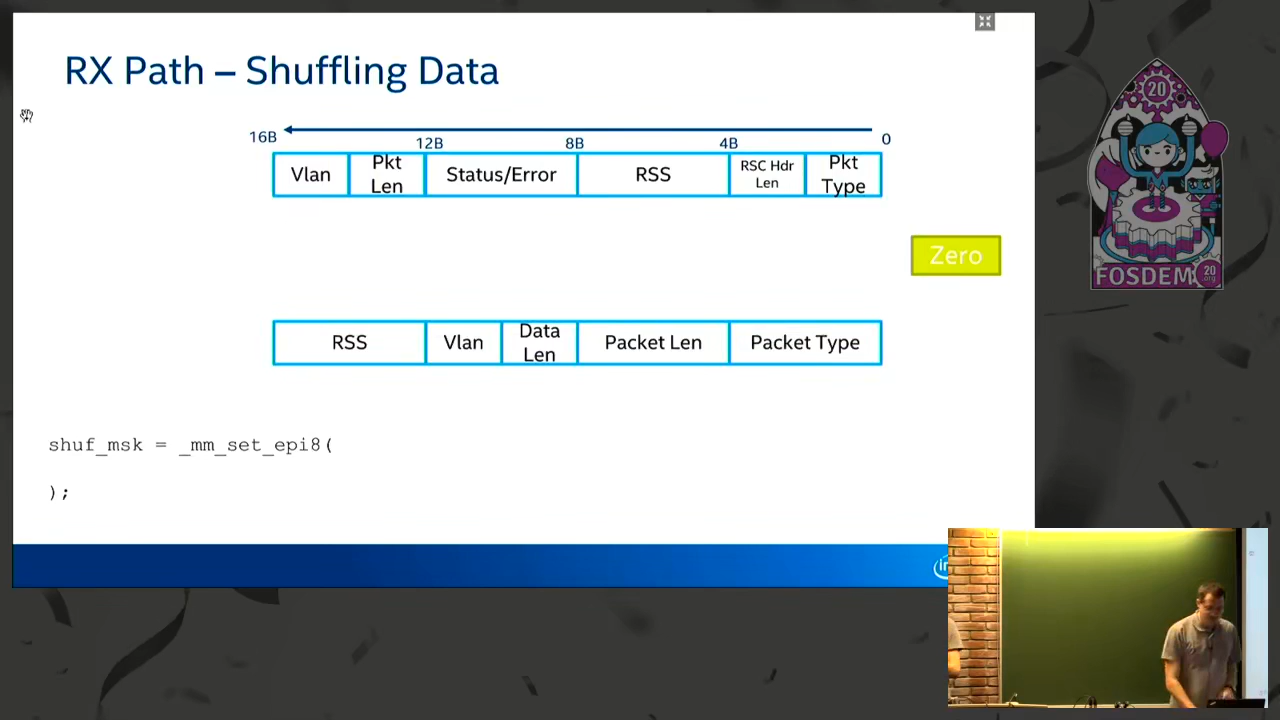 RX Path – Shuffling Data
16B 12B 8B 4B 0
Vlan Pkt Len Status/Error RSS RSC Hdr Len Pkt Type
Zero
RSS Vlan Data Len Packet Len Packet Type
shuf_msk = _mm_set_epi8(
);
20
FOSDEM 20 .org